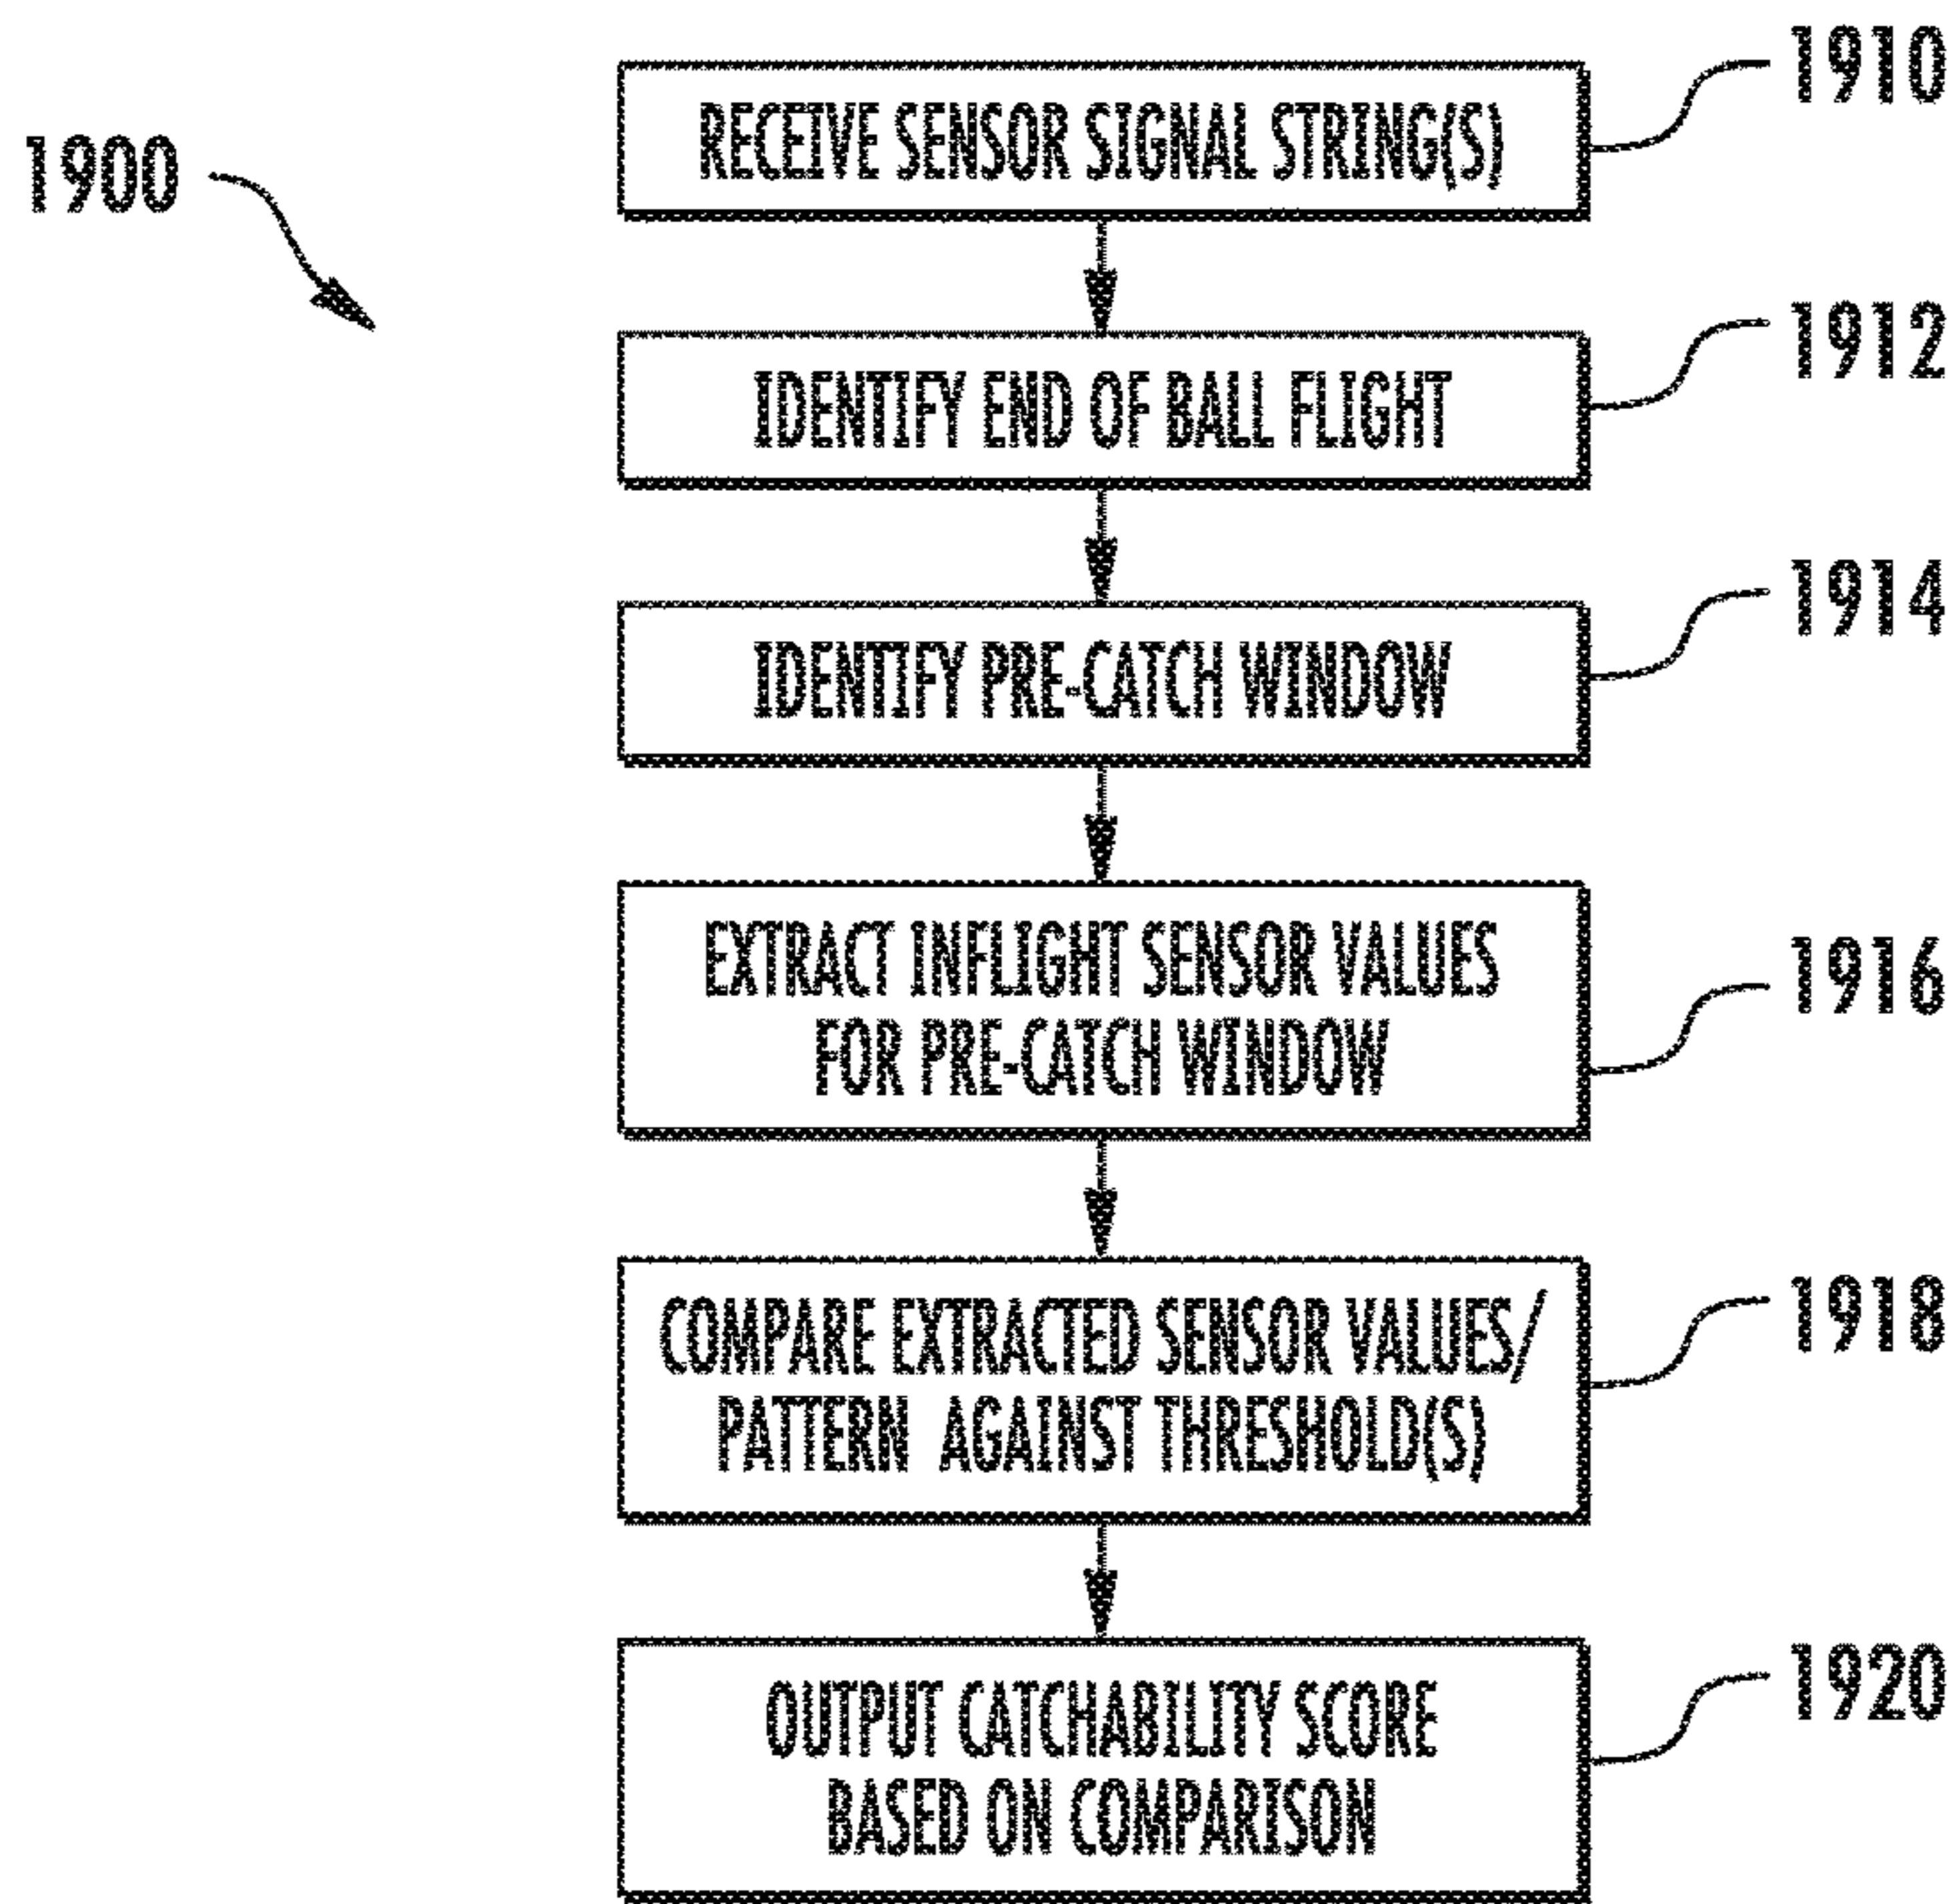 1900
RECEIVE SENSOR SIGNAL STRING(S)
1910
IDENTIFY END OF BALL FLIGHT
1912
IDENTIFY PRE-CATCH WINDOW
1914
EXTRACT INFLIGHT SENSOR VALUES
FOR PRE-CATCH WINDOW
1916
COMPARE EXTRACTED SENSOR VALUES/
PATTERN AGAINST THRESHOLD(S)
1918
OUTPUT CATCHABILITY SCORE
BASED ON COMPARISON
1920